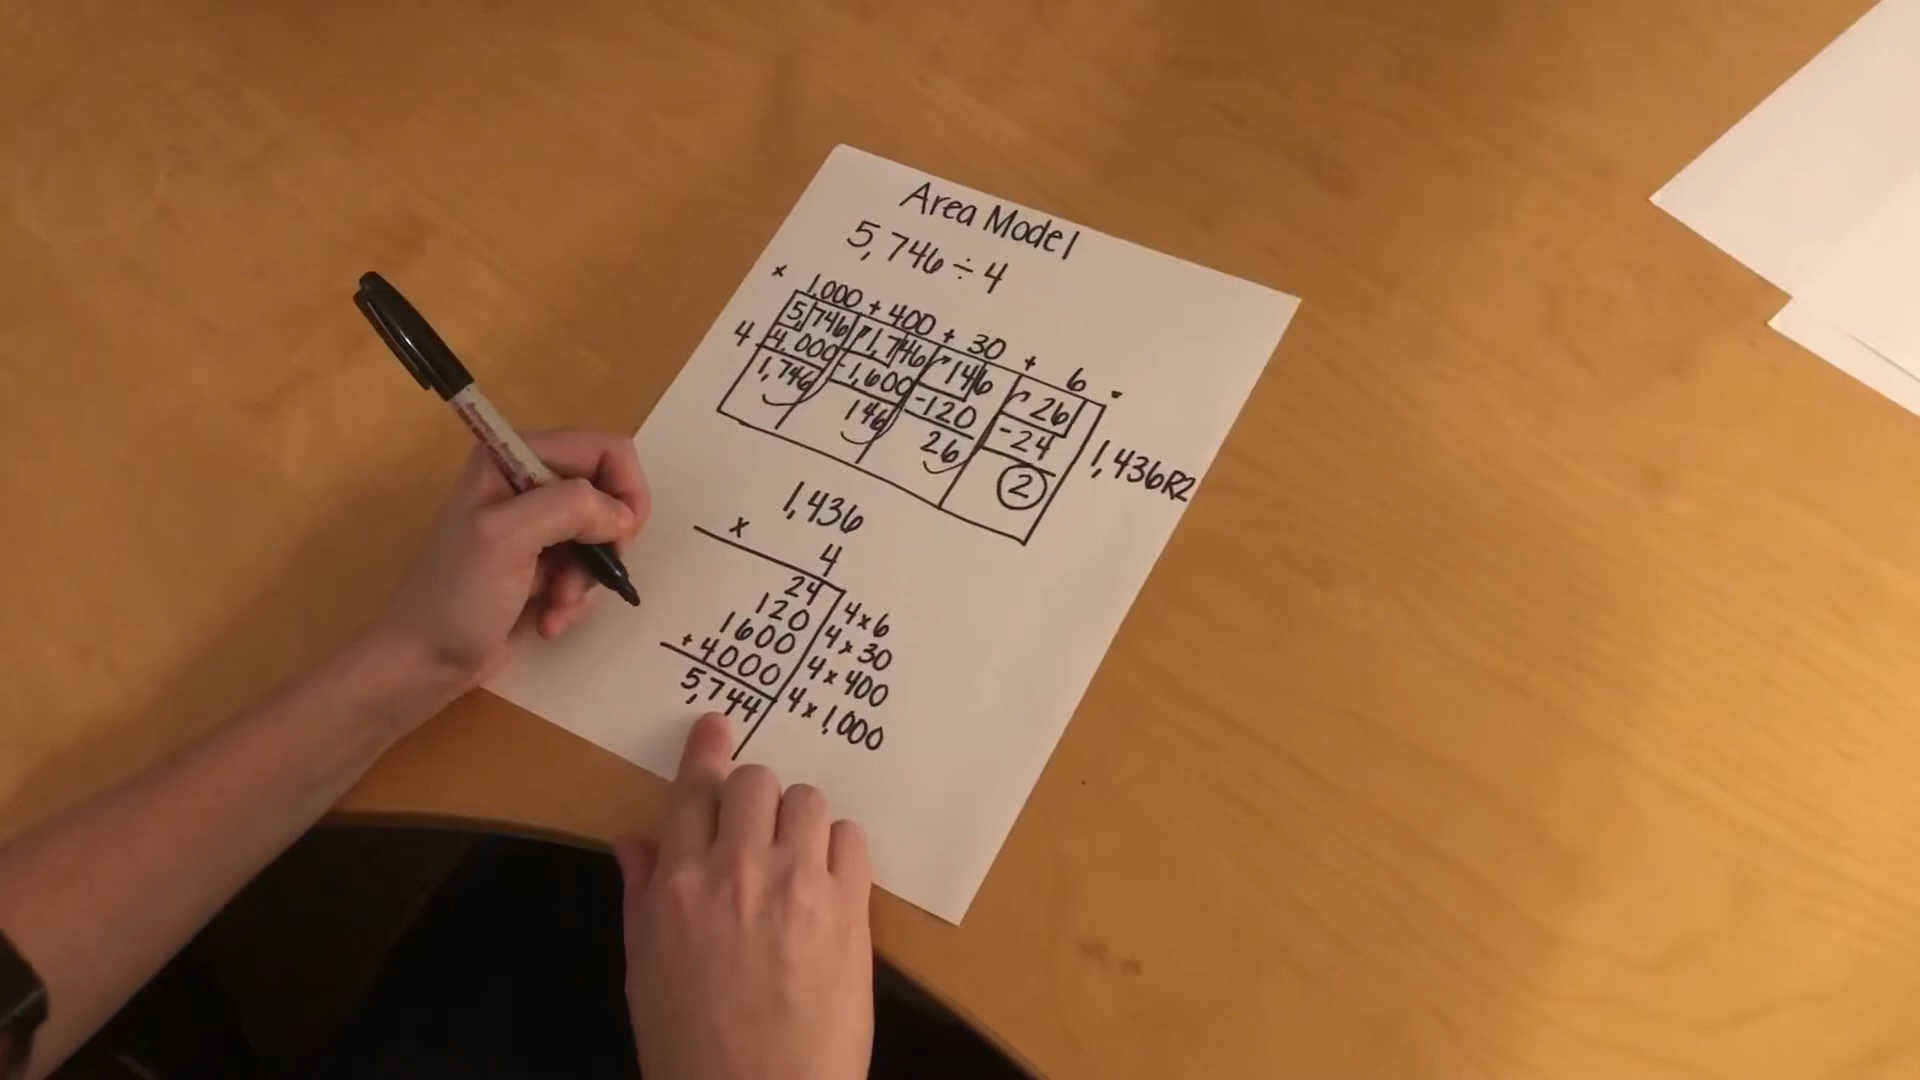 Area Model
5,746 ÷ 4
x 1,000 + 400 + 30 + 6
4 5,746 1,746 146 26
4,000 -1,600 -120 -24
1,746 146 26 2
1,436R2
1,436
x 4
24 4x6
120 4x30
1600 4x400
+4000 4x1,000
5,744